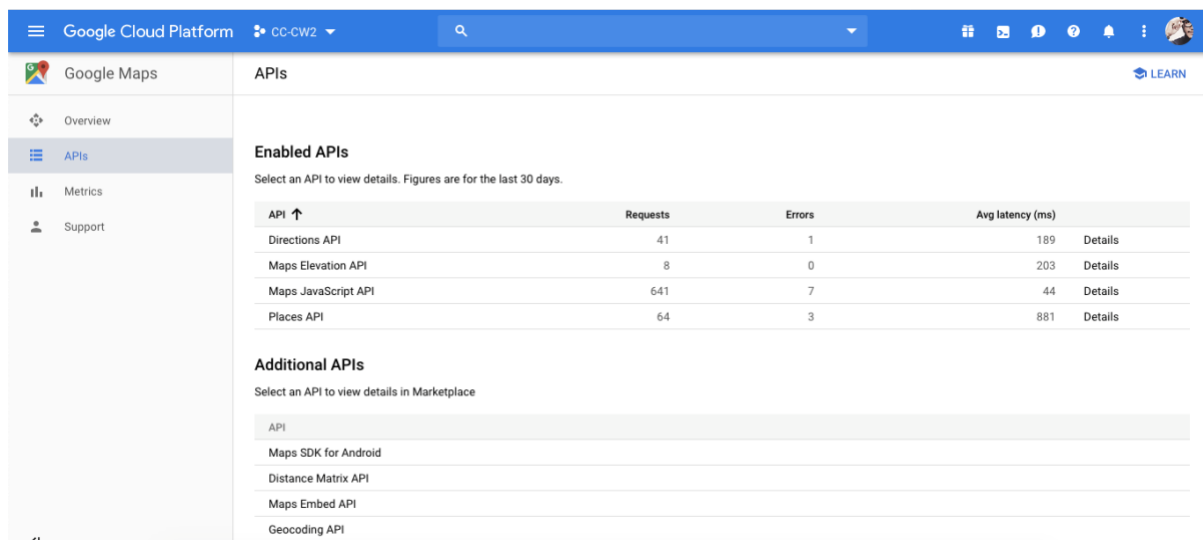 Google Cloud Platform CC-CW2
Google Maps APIs LEARN
Overview
APIs
Metrics
Support
Enabled APIs
Select an API to view details. Figures are for the last 30 days.
API Requests Errors Avg latency (ms)
Directions API 41 1 189 Details
Maps Elevation API 8 0 203 Details
Maps JavaScript API 641 7 44 Details
Places API 64 3 881 Details
Additional APIs
Select an API to view details in Marketplace
API
Maps SDK for Android
Distance Matrix API
Maps Embed API
Geocoding API